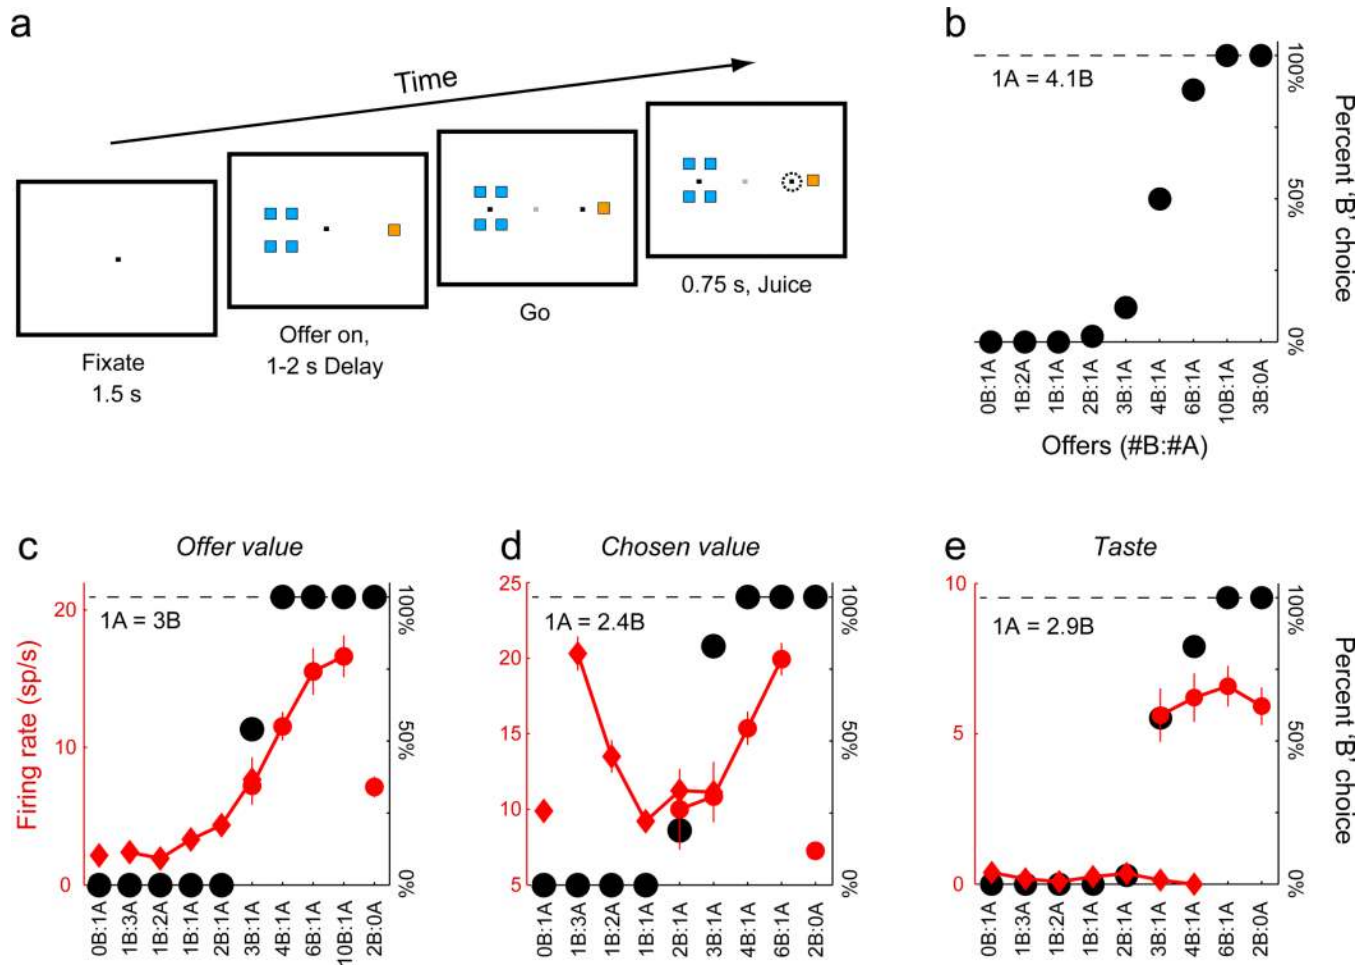 a
Time
Fixate
1.5 s
Offer on,
1-2 s Delay
Go
0.75 s, Juice
b
1A = 4.1B
100%
50%
0%
Percent ‘B’ choice
0B:1A
1B:2A
1B:1A
2B:1A
3B:1A
4B:1A
6B:1A
10B:1A
3B:0A
Offers (#B:#A)
c
Offer value
Firing rate (sp/s)
20
10
0
1A = 3B
100%
50%
0%
0B:1A
1B:3A
1B:2A
1B:1A
2B:1A
3B:1A
4B:1A
6B:1A
10B:1A
2B:0A
d
Chosen value
25
20
15
10
5
1A = 2.4B
100%
50%
0%
0B:1A
1B:3A
1B:2A
1B:1A
2B:1A
3B:1A
4B:1A
6B:1A
2B:0A
e
Taste
10
5
0
1A = 2.9B
100%
50%
0%
Percent ‘B’ choice
0B:1A
1B:3A
1B:2A
1B:1A
2B:1A
3B:1A
4B:1A
6B:1A
2B:0A